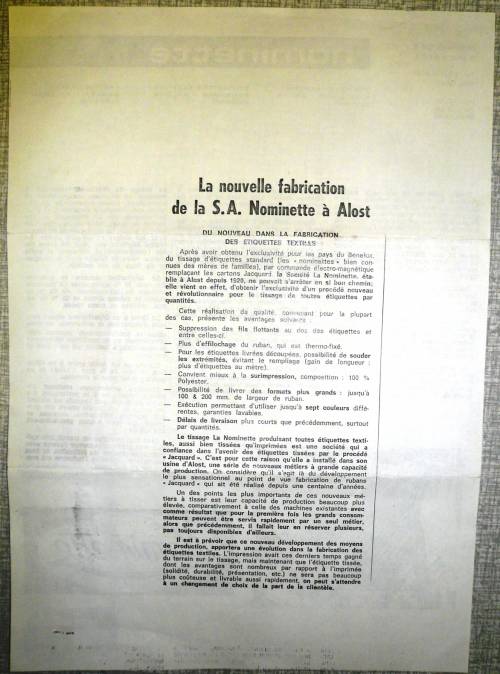 La nouvelle fabrication
de la S.A. Nominette à Alost
DU NOUVEAU DANS LA FABRICATION
DES ETIQUETTES TEXTILES
Après avoir obtenu l'exclusivité pour les pays du Benelux,
du tissage d'étiquettes standard (les « nominettes » bien con-
nues des mères de familles), par commande électro-magnétique
remplaçant les cartons Jacquard la Société La Nominette, éta-
blie à Alost depuis 1920, ne pouvait s'arrêter en si bon chemin;
elle vient en effet, d'obtenir l'exclusivité d'un procédé nouveau
et révolutionnaire pour le tissage de toutes étiquettes par
quantités.
Cette réalisation de qualité, convenant pour la plupart
des cas, présente les avantages suivants :
— Suppression des fils flottants au dos des étiquettes et
entre celles-ci.
— Plus d'effilochage du ruban, qui est thermo-fixé.
— Pour les étiquettes livrées découpées, possibilité de souder
les extrémités, évitant le rempliage (gain de longueur :
plus d'étiquettes au mètre).
— Convient mieux à la surimpression, composition : 100 %
Polyester.
— Possibilité de livrer des formats plus grands : jusqu'à
100 & 200 mm. de largeur de ruban.
— Exécution permettant d'utiliser jusqu'à sept couleurs diffé-
rentes, garanties lavables.
— Délais de livraison plus courts que précédemment, surtout
par quantités.
Le tissage La Nominette produisant toutes étiquettes texti-
les, aussi bien tissées qu'imprimées est une société qui a
confiance dans l'avenir des étiquettes tissées par le procédé
« Jacquard ». C'est pour cette raison qu'elle a installé dans son
usine d'Alost, une série de nouveaux métiers à grande capacité
de production. On considère qu'il s'agit là du développement
le plus sensationnel au point de vue fabrication de rubans
« Jacquard » qui ait été réalisé depuis une centaine d'années.
Un des points les plus importants de ces nouveaux mé-
tiers à tisser est leur capacité de production beaucoup plus
élevée, comparativement à celle des machines existantes avec
comme résultat que pour la première fois les grands consom-
mateurs peuvent être servis rapidement par un seul métier,
alors que précédemment, il fallait leur en réserver plusieurs,
pas toujours disponibles d'ailleurs.
Il est à prévoir que ce nouveau développement des moyens
de production, apportera une évolution dans la fabrication des
étiquettes textiles. L'impression avait ces derniers temps gagné
du terrain sur le tissage, mais maintenant que l'étiquette tissée,
dont les avantages sont nombreux par rapport à l'imprimée
(solidité, durabilité, présentation, etc.) ne sera pas beaucoup
plus coûteuse et livrable aussi rapidement, on peut s'attendre
à un changement de choix de la part de la clientèle.